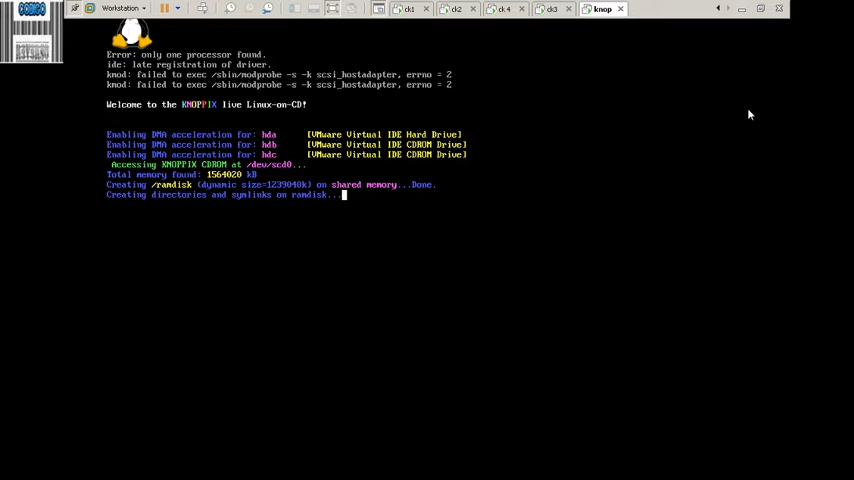 CODIGO
Workstation
ck1
ck2
ck 4
ck3
knop
Error: only one processor found.
ide: late registration of driver.
kmod: failed to exec /sbin/modprobe -s -k scsi_hostadapter, errno = 2
kmod: failed to exec /sbin/modprobe -s -k scsi_hostadapter, errno = 2
Welcome to the KNOPPIX live Linux-on-CD!
Enabling DMA acceleration for: hda [VMware Virtual IDE Hard Drive]
Enabling DMA acceleration for: hdb [VMware Virtual IDE CDROM Drive]
Enabling DMA acceleration for: hdc [VMware Virtual IDE CDROM Drive]
Accessing KNOPPIX CDROM at /dev/scd0...
Total memory found: 1564020 kB
Creating /ramdisk (dynamic size=1239040k) on shared memory...Done.
Creating directories and symlinks on ramdisk...